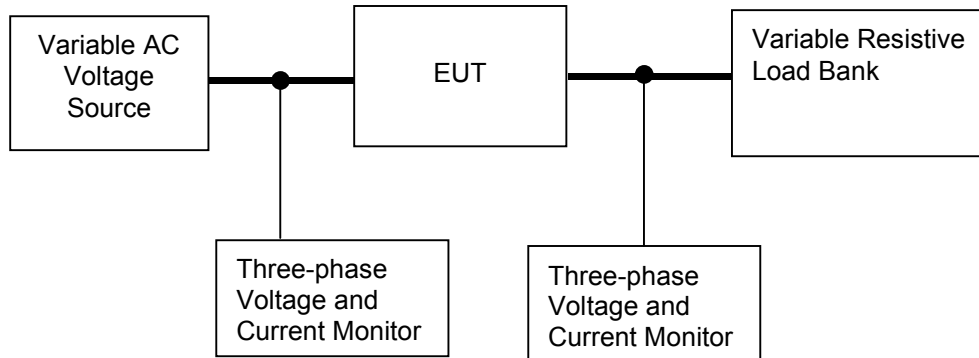 Variable AC
Voltage
Source
EUT
Variable Resistive
Load Bank
Three-phase
Voltage and
Current Monitor
Three-phase
Voltage and
Current Monitor